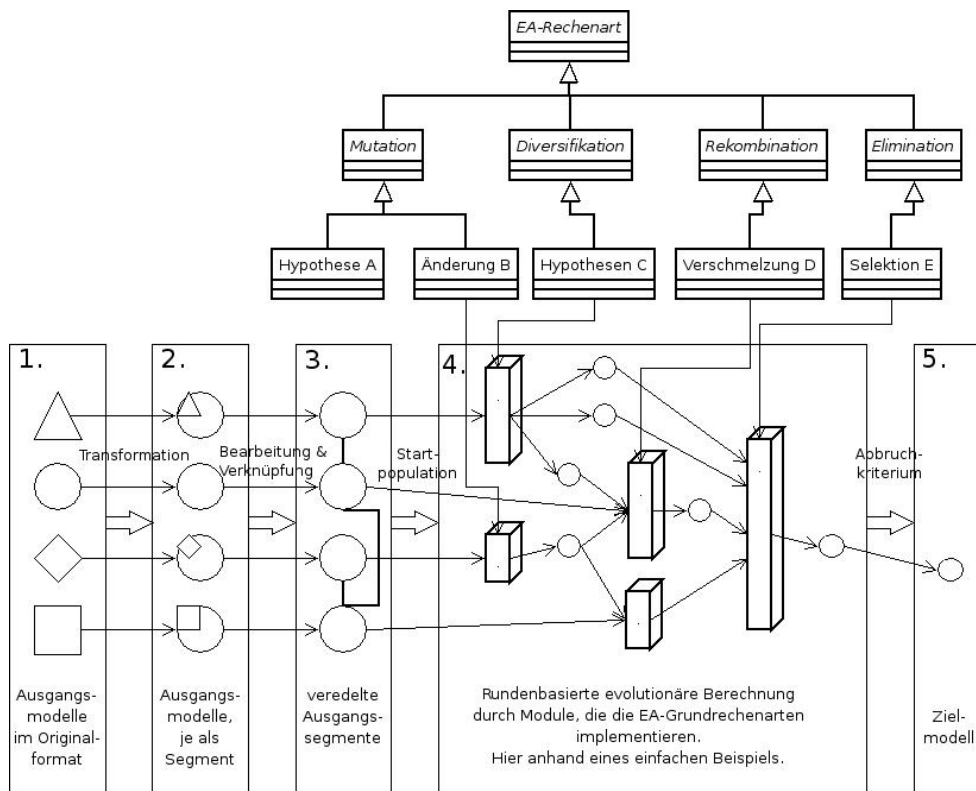 EA-Rechenart
Mutation
Diversifikation
Rekombination
Elimination
Hypothese A
Änderung B
Hypothesen C
Verschmelzung D
Selektion E
1.
2.
3.
4.
5.
Transformation
Bearbeitung &
Verknüpfung
Start-
population
Abbruch-
kriterium
Ausgangs-
modelle
im Original-
format
Ausgangs-
modelle,
je als
Segment
veredelte
Ausgangs-
segmente
Rundenbasierte evolutionäre Berechnung
durch Module, die die EA-Grundrechenarten
implementieren.
Hier anhand eines einfachen Beispiels.
Ziel-
modell